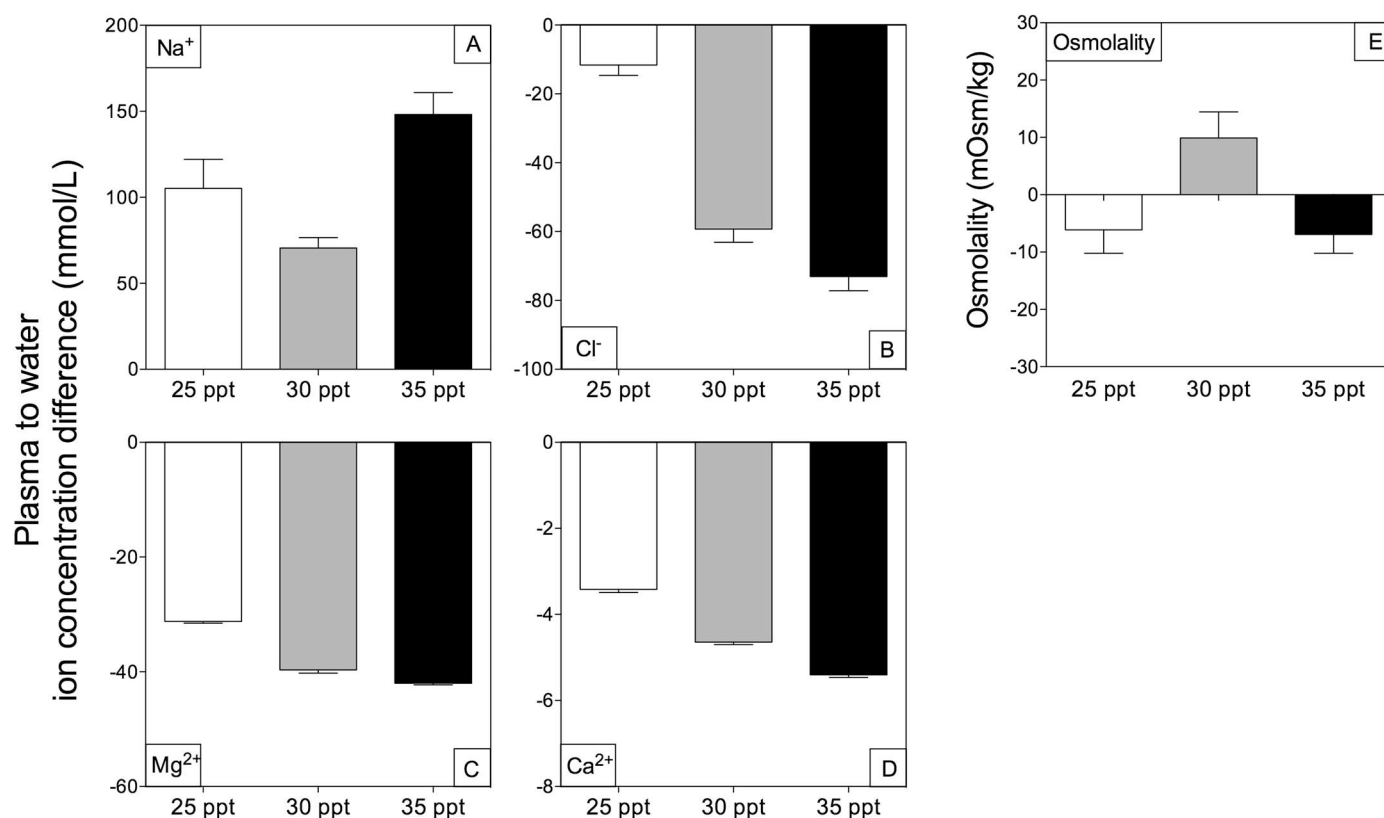 Plasma to water
ion concentration difference (mmol/L)
200
150
100
50
0
Na⁺
A
25 ppt 30 ppt 35 ppt
0
-20
-40
-60
-80
-100
Cl⁻
B
25 ppt 30 ppt 35 ppt
Osmolality (mOsm/kg)
30
20
10
0
-10
-20
-30
Osmolality
E
25 ppt 30 ppt 35 ppt
0
-20
-40
-60
Mg²⁺
C
25 ppt 30 ppt 35 ppt
0
-2
-4
-6
-8
Ca²⁺
D
25 ppt 30 ppt 35 ppt